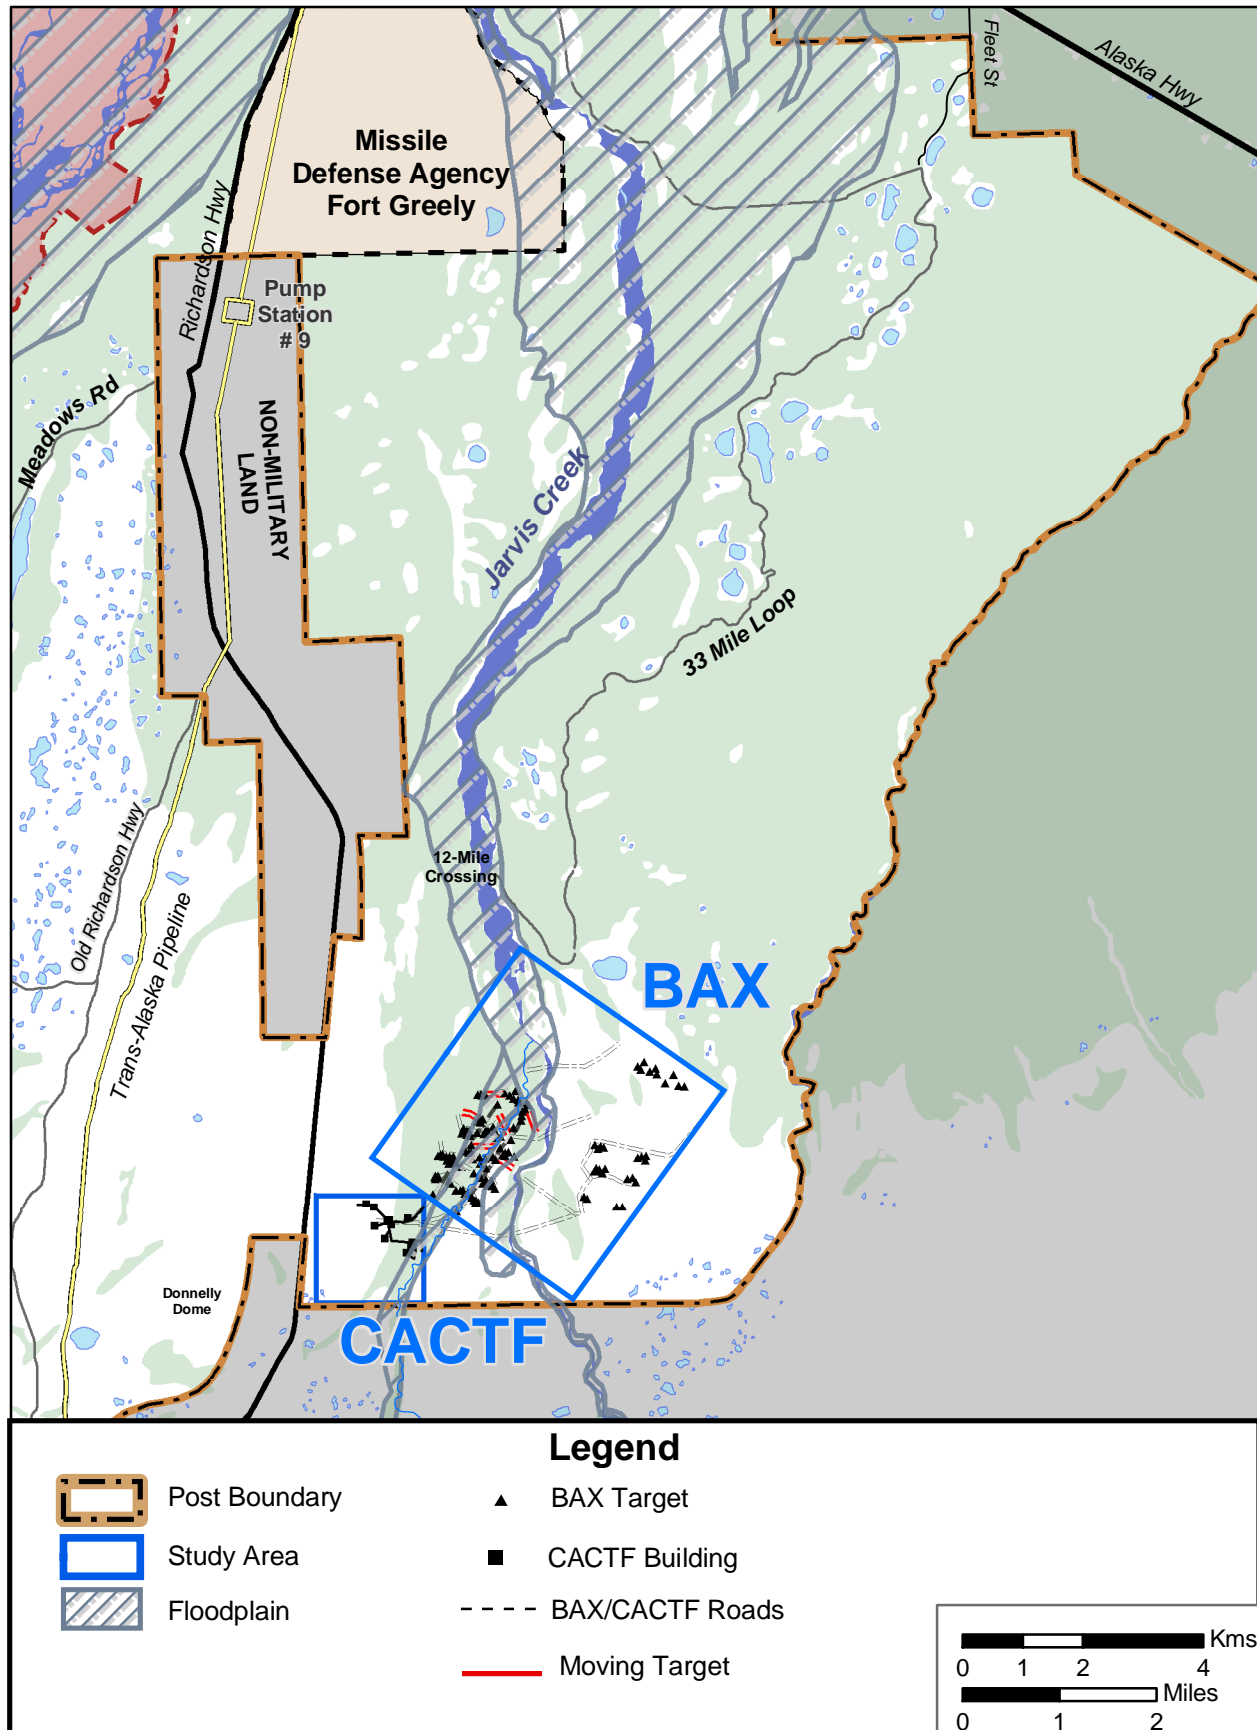 Fleet St
Alaska Hwy
Missile
Defense Agency
Fort Greely
Richardson Hwy
Pump
Station
# 9
Meadows Rd
NON-MILITARY
LAND
Jarvis Creek
33 Mile Loop
12-Mile
Crossing
Old Richardson Hwy
Trans-Alaska Pipeline
BAX
Donnelly
Dome
CACTF
Legend
Post Boundary
BAX Target
Study Area
CACTF Building
Floodplain
BAX/CACTF Roads
Moving Target
Kms
0 1 2 4
Miles
0 1 2